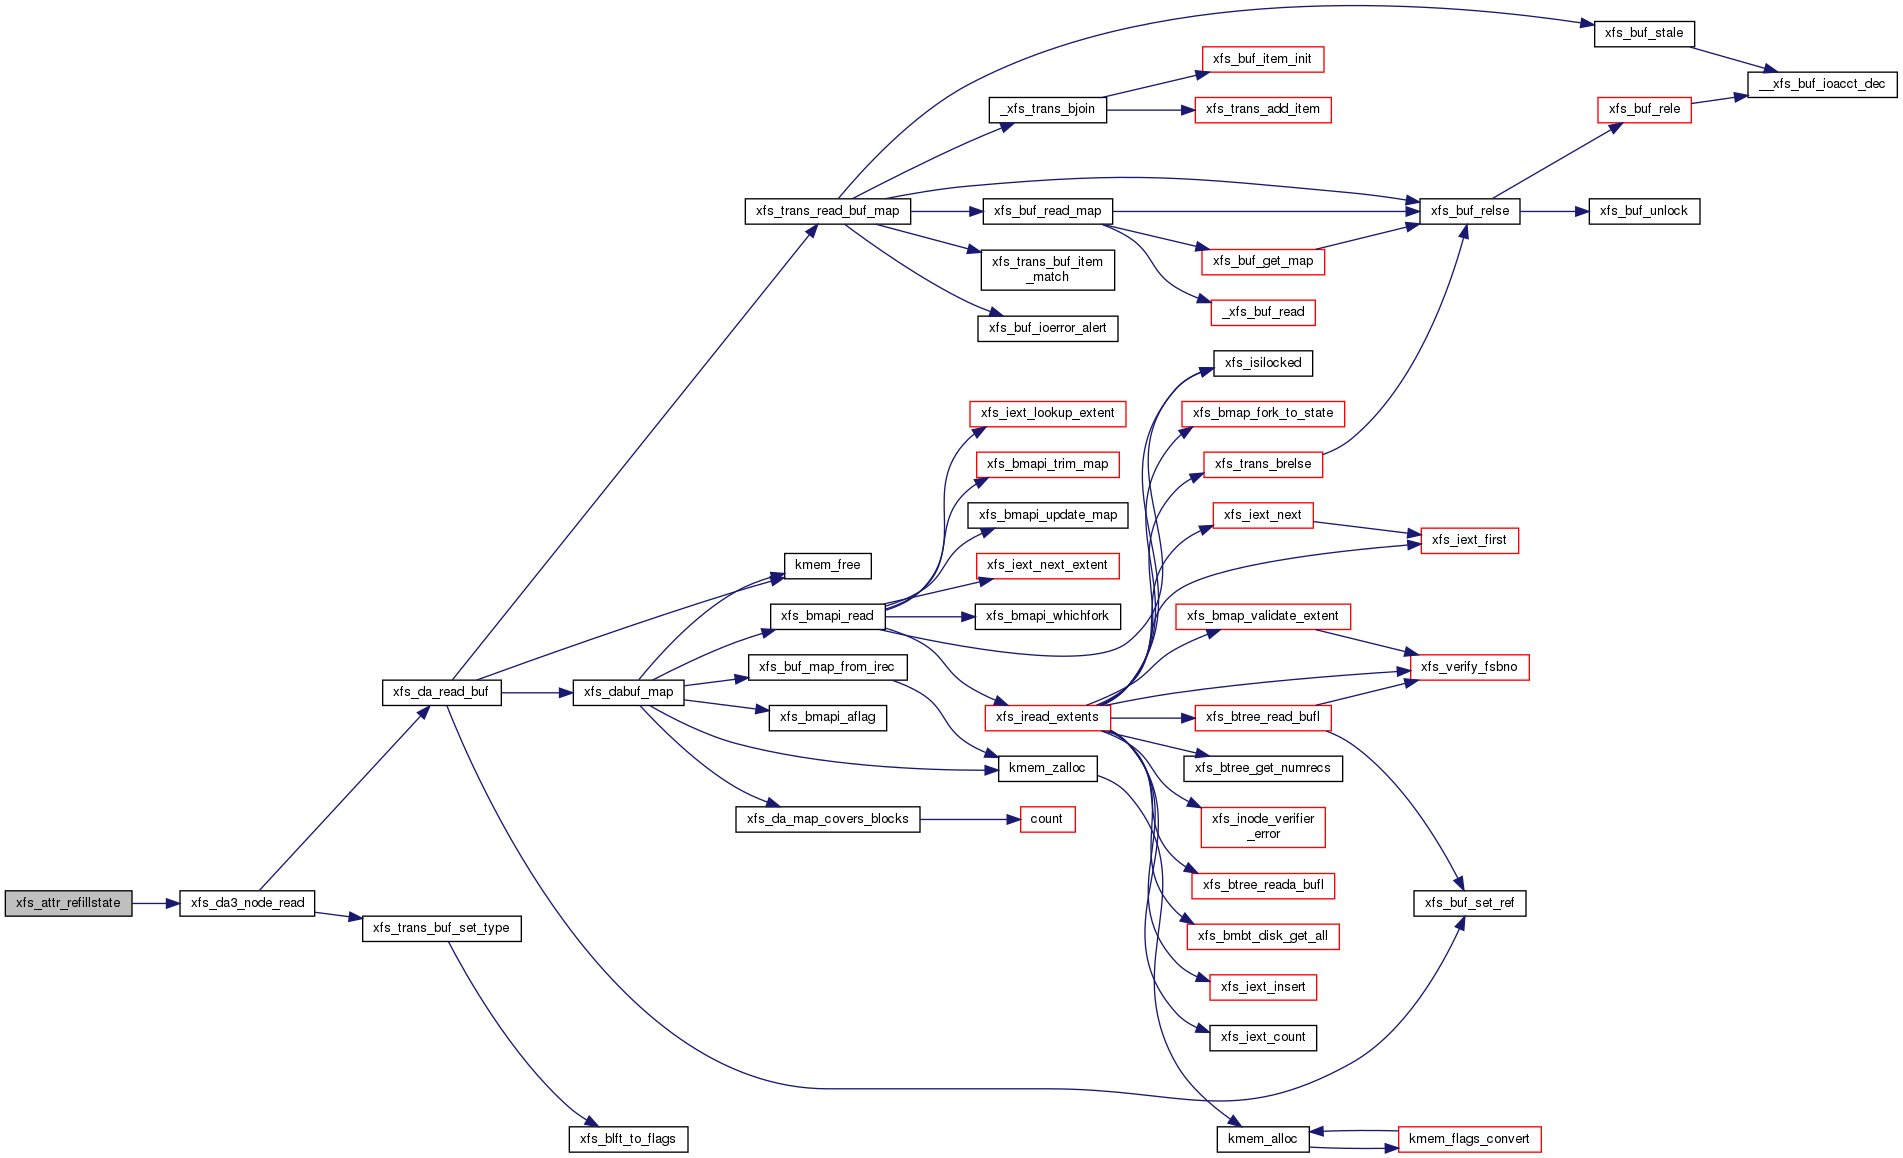 xfs_buf_stale
xfs_buf_item_init
__xfs_buf_ioacct_dec
_xfs_trans_bjoin
xfs_trans_add_item
xfs_buf_rele
xfs_trans_read_buf_map
xfs_buf_read_map
xfs_buf_relse
xfs_buf_unlock
xfs_trans_buf_item
_match
xfs_buf_get_map
_xfs_buf_read
xfs_buf_ioerror_alert
xfs_isilocked
xfs_iext_lookup_extent
xfs_bmap_fork_to_state
xfs_bmapi_trim_map
xfs_trans_brelse
xfs_bmapi_update_map
xfs_iext_next
xfs_iext_first
kmem_free
xfs_iext_next_extent
xfs_bmapi_read
xfs_bmapi_whichfork
xfs_bmap_validate_extent
xfs_buf_map_from_irec
xfs_verify_fsbno
xfs_da_read_buf
xfs_dabuf_map
xfs_bmapi_aflag
xfs_iread_extents
xfs_btree_read_bufl
kmem_zalloc
xfs_btree_get_numrecs
xfs_da_map_covers_blocks
count
xfs_inode_verifier
_error
xfs_btree_reada_bufl
xfs_attr_refillstate
xfs_da3_node_read
xfs_buf_set_ref
xfs_trans_buf_set_type
xfs_bmbt_disk_get_all
xfs_iext_insert
xfs_iext_count
xfs_blft_to_flags
kmem_alloc
kmem_flags_convert